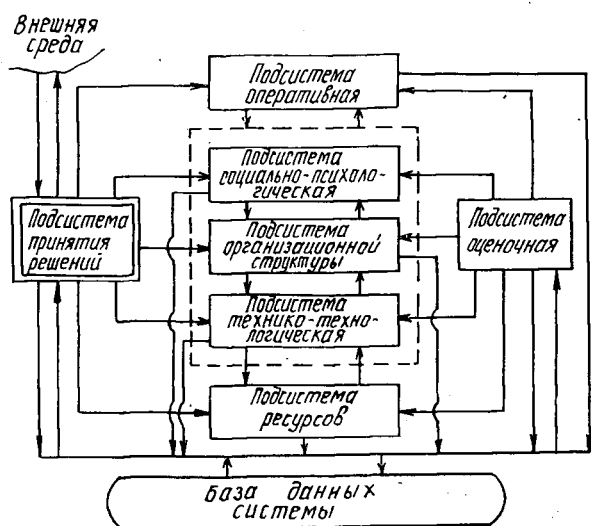 Внешняя
среда
Подсистема
оперативная
Подсистема
социально-психоло-
гическая
Подсистема
принятия
решений
Подсистема
организационной
структуры
Подсистема
оценочная
Подсистема
технико-техно-
логическая
Подсистема
ресурсов
База данных
системы